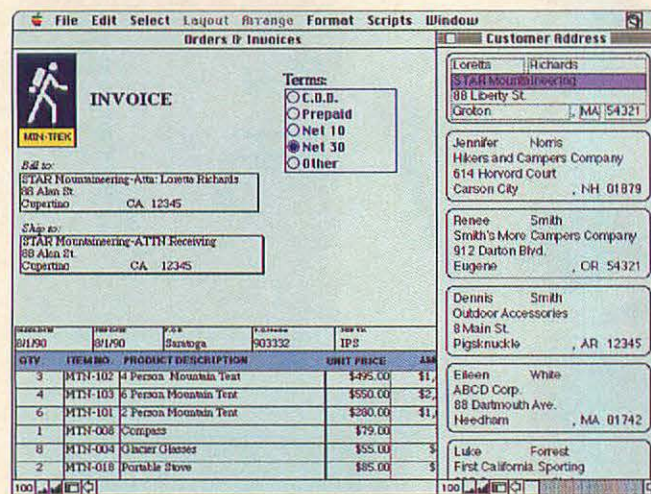 File Edit Select Layout Arrange Format Scripts Window
Orders & Invoices
MTN-TREK
INVOICE
Terms:
C.O.D.
Prepaid
Net 10
Net 30
Other
Bill to:
STAR Mountaineering-Attn: Loretta Richards
88 Alan St.
Cupertino CA 12345
Ship to:
STAR Mountaineering-ATTN Receiving
88 Alan St.
Cupertino CA 12345
F.O.B.
8/1/90 8/1/90 Saratoga 903332 IPS
QTY ITEM NO. PRODUCT DESCRIPTION UNIT PRICE
3 MTN-102 4 Person Mountain Tent $495.00 $1,
4 MTN-103 6 Person Mountain Tent $550.00 $2,
6 MTN-101 2 Person Mountain Tent $280.00 $1,
1 MTN-008 Compass $79.00
8 MTN-004 Glacier Glasses $55.00 $
2 MTN-018 Portable Stove $85.00 $
100
Customer Address
Loretta Richards
STAR Mountaineering
88 Liberty St.
Groton , MA 54321
Jennifer Norris
Hikers and Campers Company
614 Horvord Court
Carson City , NH 01879
Renee Smith
Smith's More Campers Company
912 Darton Blvd.
Eugene , OR 54321
Dennis Smith
Outdoor Accessories
8 Main St.
Pigsknuckle , AR 12345
Eileen White
ABCD Corp.
88 Dartmouth Ave.
Needham , MA 01742
Luke Forrest
First California Sporting
100